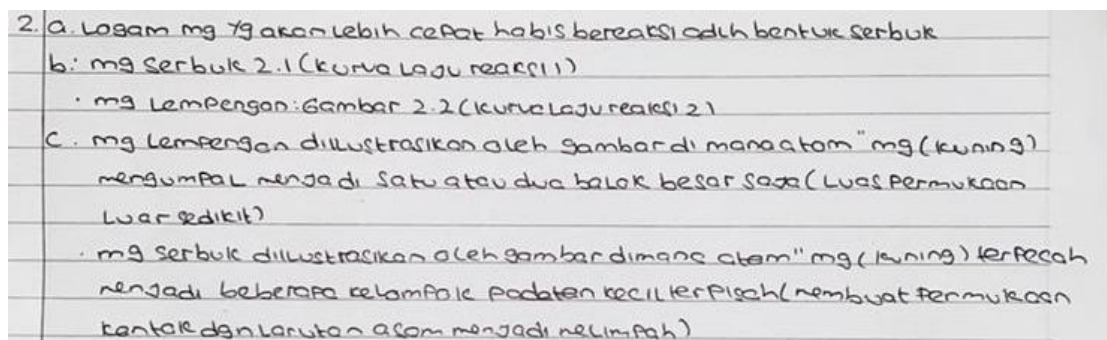 2. a. Logam mg yg akan lebih cepat habis bereaksi adlh bentuk serbuk
b: mg serbuk 2.1 (kurva Laju reaksi 1)
· mg Lempengan: Gambar 2.2 (kurva Laju reaksi 2)
C. mg Lempengan diilustrasikan oleh gambar di mana atom" mg (kuning)
mengumpal menjadi satu atau dua balok besar saja (Luas permukaan
Luar sedikit)
· mg serbuk diilustrasikan oleh gambar dimana atom" mg (kuning) terpecah
menjadi beberapa kelompok padatan kecil terpisah (membuat permukaan
kontak dgn Larutan asam menjadi melimpah)